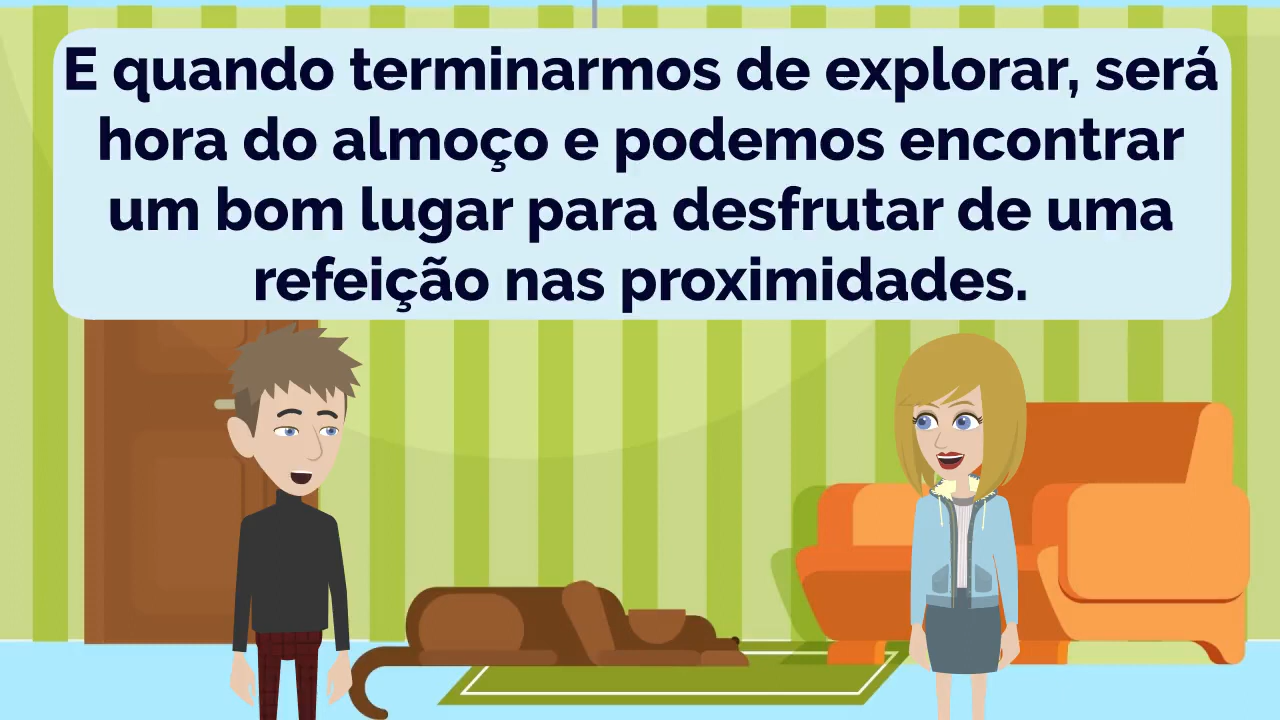 E quando terminarmos de explorar, será
hora do almoço e podemos encontrar
um bom lugar para desfrutar de uma
refeição nas proximidades.